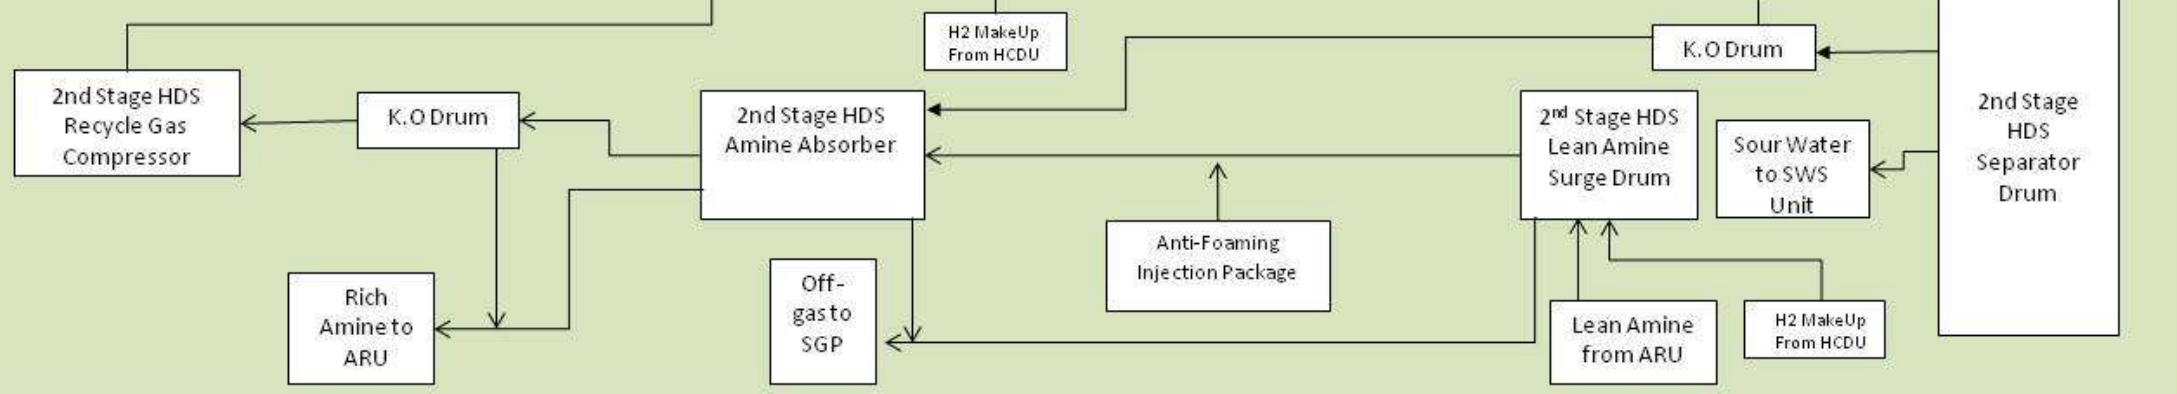 H2 MakeUp
From HCDU
K.O Drum
2nd Stage HDS
Recycle Gas
Compressor
K.O Drum
2nd Stage HDS
Amine Absorber
2nd Stage HDS
Lean Amine
Surge Drum
Sour Water
to SWS
Unit
2nd Stage
HDS
Separator
Drum
Anti-Foaming
Injection Package
Rich
Amine to
ARU
Off-
gas to
SGP
Lean Amine
from ARU
H2 MakeUp
From HCDU